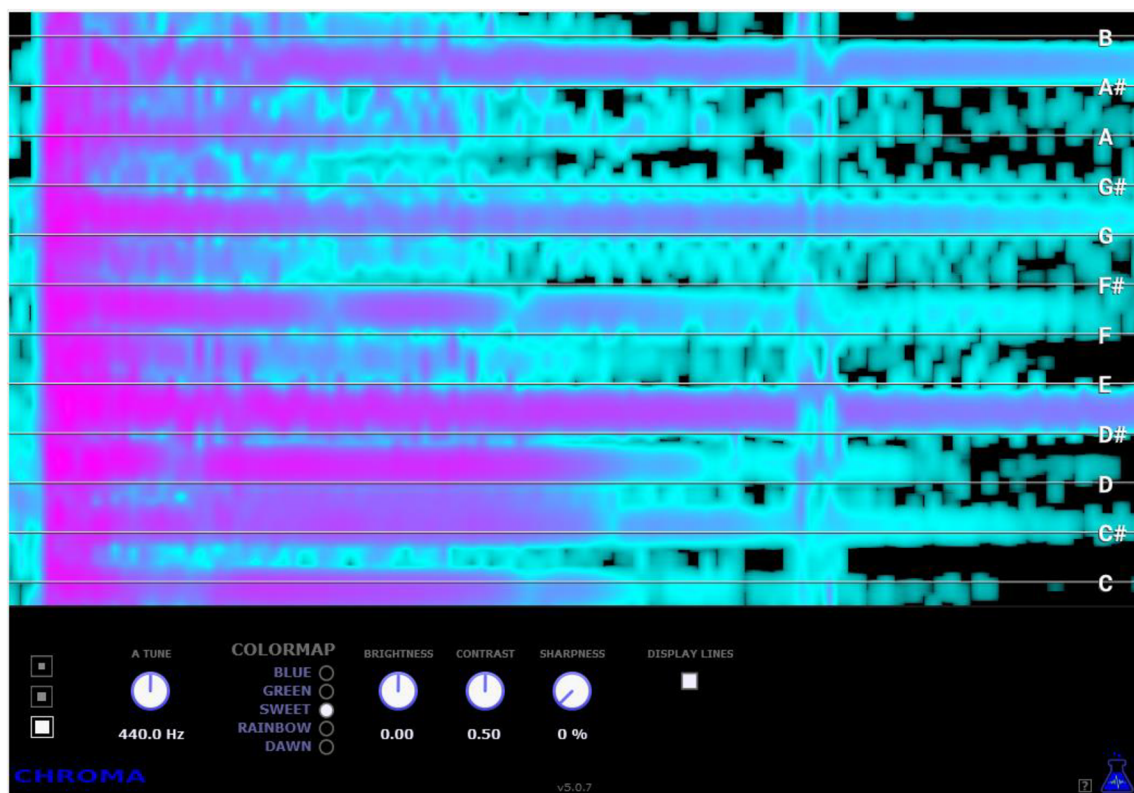 B
A#
A
G#
G
F#
F
E
D#
D
C#
C
A TUNE
440.0 Hz
COLORMAP
BLUE
GREEN
SWEET
RAINBOW
DAWN
BRIGHTNESS
0.00
CONTRAST
0.50
SHARPNESS
0 %
DISPLAY LINES
CHROMA
v5.0.7
?